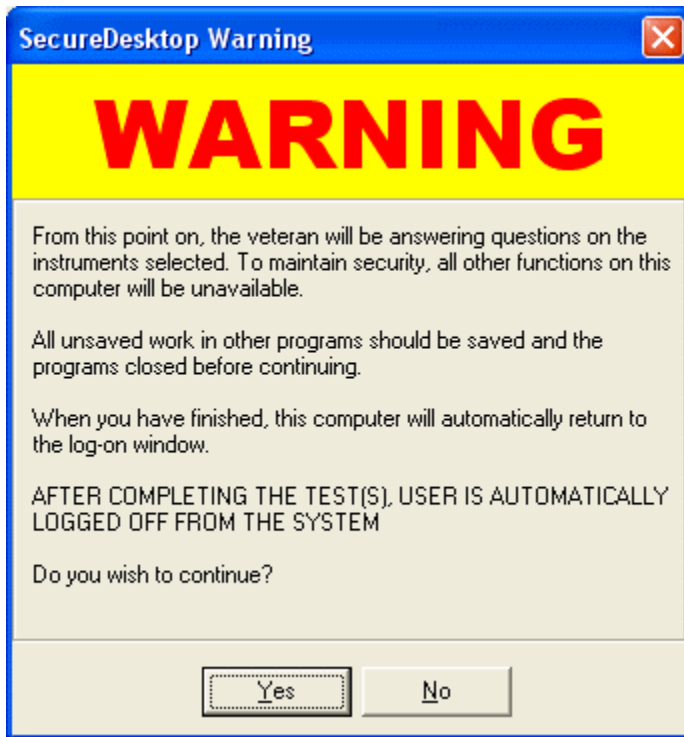 SecureDesktop Warning
WARNING
From this point on, the veteran will be answering questions on the
instruments selected. To maintain security, all other functions on this
computer will be unavailable.
All unsaved work in other programs should be saved and the
programs closed before continuing.
When you have finished, this computer will automatically return to
the log-on window.
AFTER COMPLETING THE TEST(S), USER IS AUTOMATICALLY
LOGGED OFF FROM THE SYSTEM
Do you wish to continue?
Yes
No